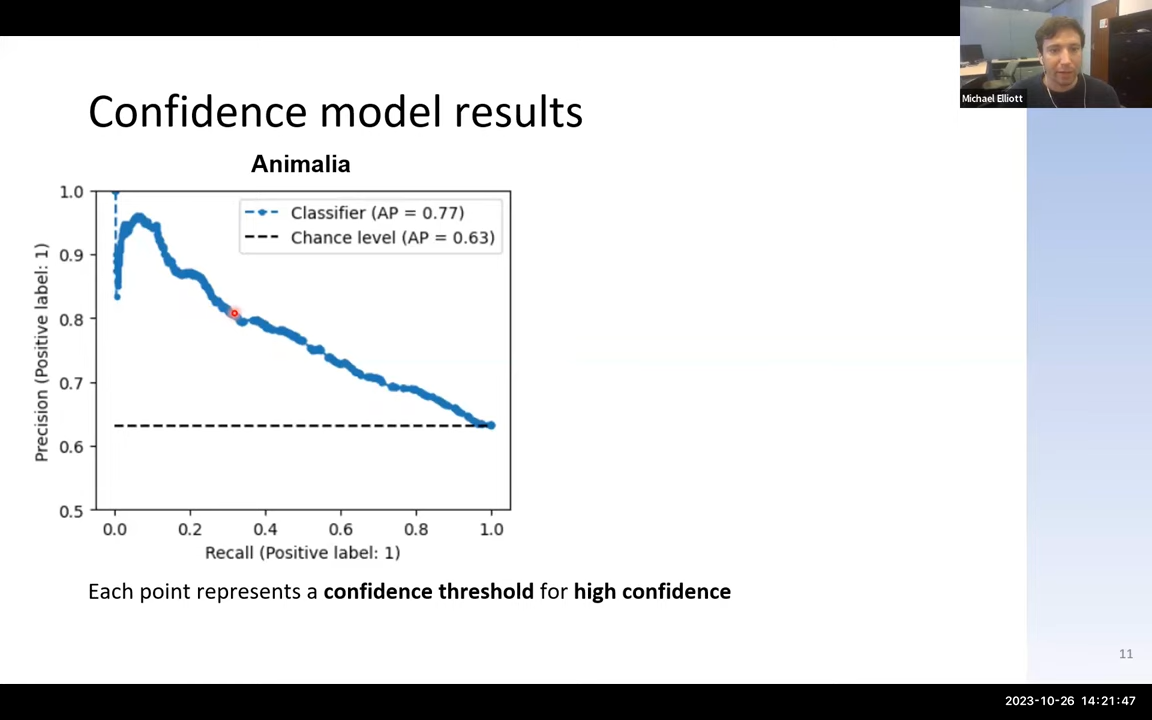 Michael Elliott
Confidence model results
Animalia
Classifier (AP = 0.77)
Chance level (AP = 0.63)
1.0
0.9
0.8
0.7
0.6
0.5
Precision (Positive label: 1)
0.0 0.2 0.4 0.6 0.8 1.0
Recall (Positive label: 1)
Each point represents a confidence threshold for high confidence
11
2023-10-26 14:21:47